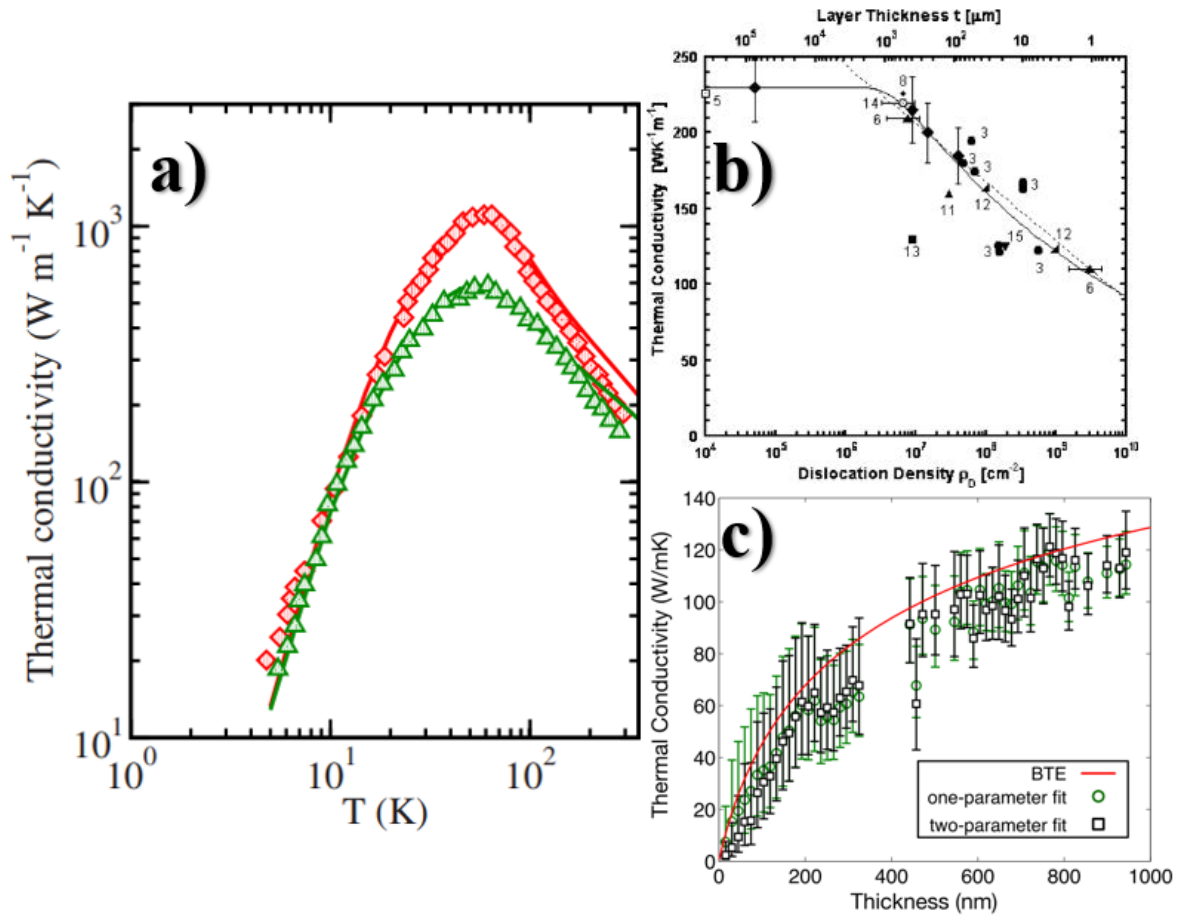 a)
Thermal conductivity (W m⁻¹ K⁻¹)
10³
10²
10¹
10⁰ 10¹ 10²
T (K)
Layer Thickness t [μm]
10⁵ 10⁴ 10³ 10² 10 1
b)
Thermal Conductivity [WK⁻¹m⁻¹]
250
200
150
100
50
0
5
14
8
6
3
3
3
3
11
12
13
3
15
12
3
6
10⁴ 10⁵ 10⁶ 10⁷ 10⁸ 10⁹ 10¹⁰
Dislocation Density ρD [cm⁻²]
c)
Thermal Conductivity (W/mK)
140
120
100
80
60
40
20
0
BTE
one-parameter fit
two-parameter fit
0 200 400 600 800 1000
Thickness (nm)